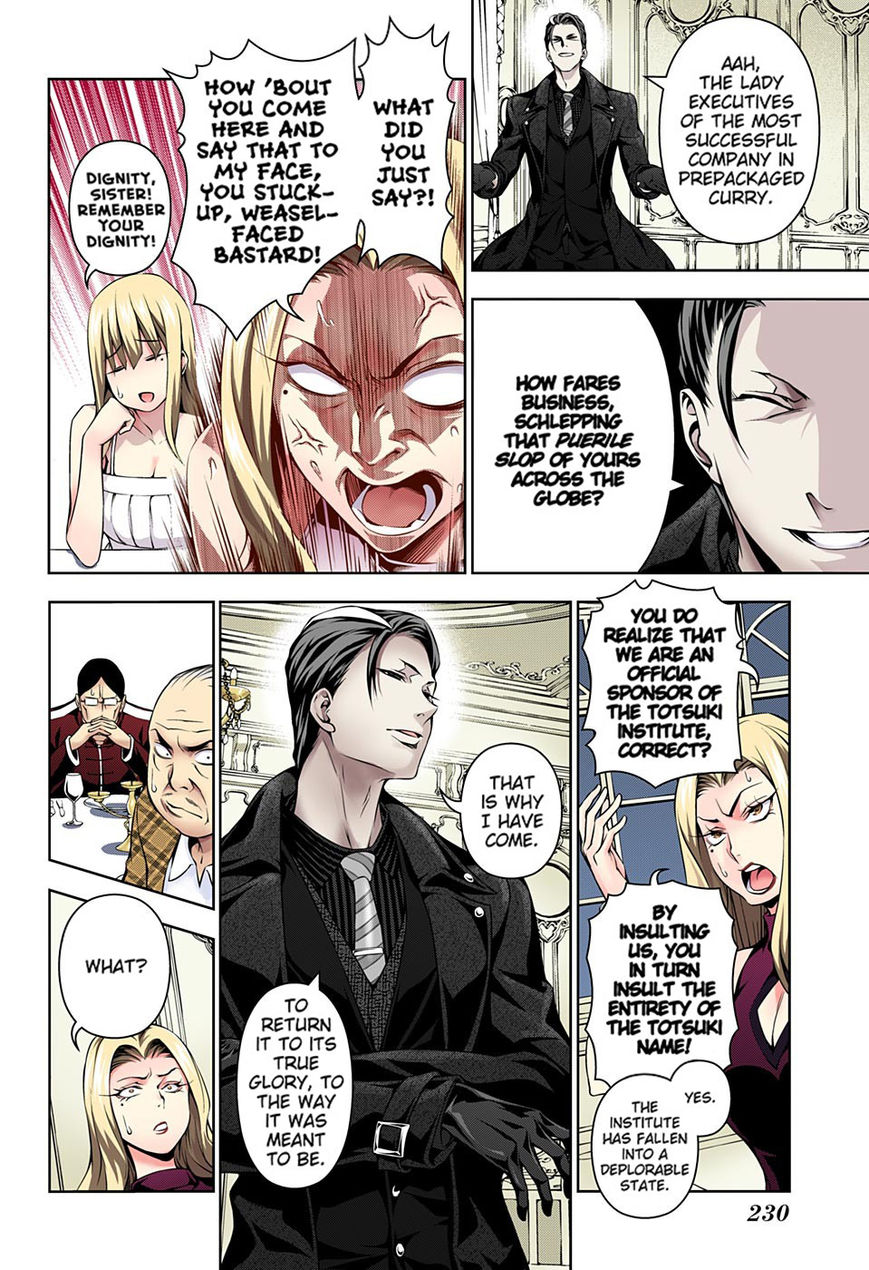 AAH,
THE LADY
EXECUTIVES
OF THE MOST
SUCCESSFUL
COMPANY IN
PREPACKAGED
CURRY.
HOW FARES
BUSINESS,
SCHLEPPING
THAT PUERILE
SLOP OF YOURS
ACROSS THE
GLOBE?
WHAT
DID
YOU
JUST
SAY?!
HOW 'BOUT
YOU COME
HERE AND
SAY THAT TO
MY FACE,
YOU STUCK-
UP, WEASEL-
FACED
BASTARD!
DIGNITY,
SISTER!
REMEMBER
YOUR
DIGNITY!
YOU DO
REALIZE THAT
WE ARE AN
OFFICIAL
SPONSOR OF
THE TOTSUKI
INSTITUTE,
CORRECT?
BY
INSULTING
US, YOU
IN TURN
INSULT THE
ENTIRETY OF
THE TOTSUKI
NAME!
YES.
THE
INSTITUTE
HAS FALLEN
INTO A
DEPLORABLE
STATE.
THAT
IS WHY
I HAVE
COME.
TO
RETURN
IT TO ITS
TRUE
GLORY, TO
THE WAY
IT WAS
MEANT
TO BE.
WHAT?
230